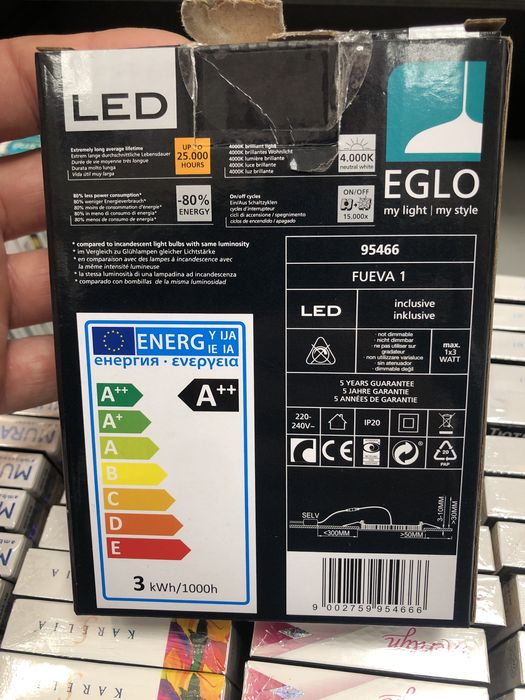 LED
Extremely long average lifetime
Extrem lange durchschnittliche Lebensdauer
Durée de vie moyenne très longue
Durata molto lunga
Vida útil muy larga
UP TO
25.000
HOURS
4000K brilliant light
4000K brillantes Wohnlicht
4000K lumière brillante
4000K luce brillante
4000K luz brillante
4.000K
neutral white
80% less power consumption*
80% weniger Energieverbrauch*
80% moins de consommation d'énergie*
80% in meno di consumo di energia*
80% menos de consumo de energía*
-80%
ENERGY
On/off cycles
Ein/Aus Schaltzyklen
cycles d'interrupteur
cicli di accensione / spegnimento
ciclos de encendido / apagado
ON/OFF
15.000x
EGLO
my light | my style
* compared to incandescent light bulbs with same luminosity
* im Vergleich zu Glühlampen gleicher Lichtstärke
* en comparaison avec des lampes à incandescence avec
la même intensité lumineuse
* la stessa luminosità di una lampadina ad incandescenza
* comparado con bombillas de la misma luminosidad
95466
FUEVA 1
LED
inclusive
inklusive
- not dimmable
- nicht dimmbar
- ne pas utiliser sur
gradateur
- non utilizzare varialuce
- sin atenuador
- dimmable değil
max.
1x3
WATT
5 YEARS GUARANTEE
5 JAHRE GARANTIE
5 ANNÉES DE GARANTIE
220-
240V~
IP20
CE
20
PAP
SELV
<300MM
>50MM
3-10MM
>30MM
9 002759 954666
ENERG Y IJA
IE IA
енергия · ενεργεια
A++
A++
A+
A
B
C
D
E
3 kWh/1000h
MURA
KARELIA
KARELIA